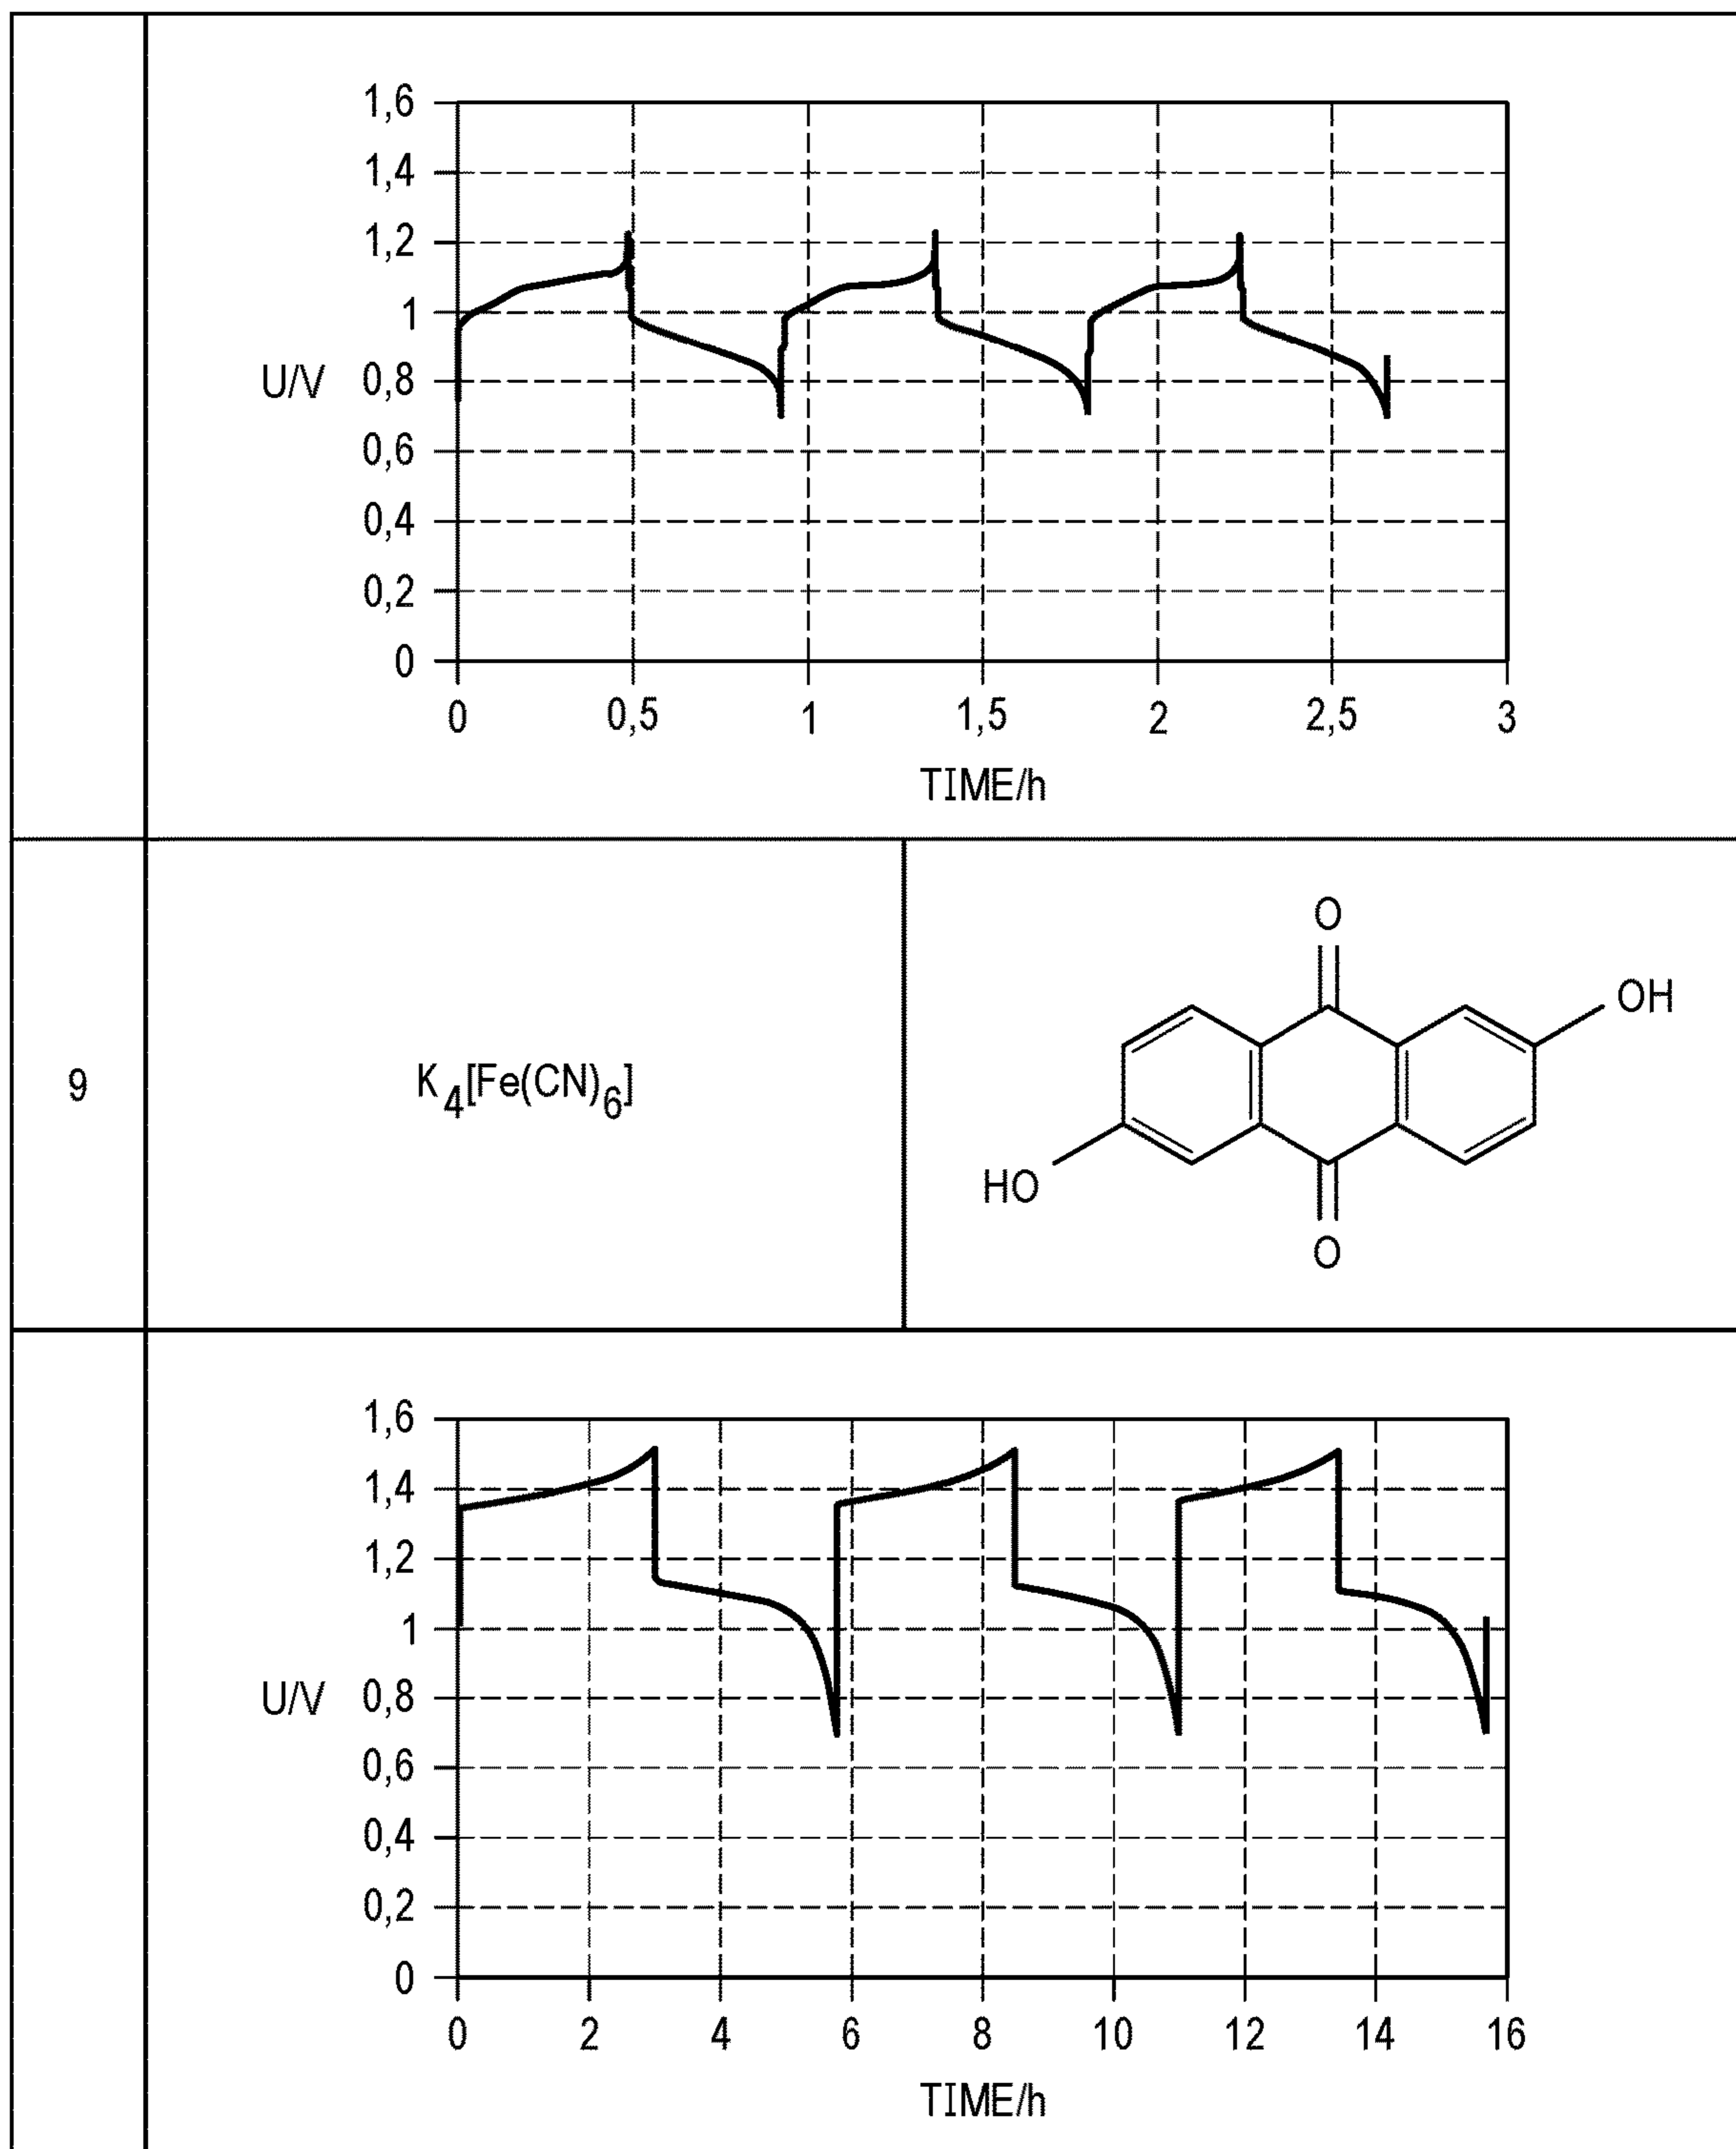 1,6
1,4
1,2
1
U/V 0,8
0,6
0,4
0,2
0
0 0,5 1 1,5 2 2,5 3
TIME/h
O
OH
9 K4[Fe(CN)6]
HO
O
1,6
1,4
1,2
1
U/V 0,8
0,6
0,4
0,2
0
0 2 4 6 8 10 12 14 16
TIME/h